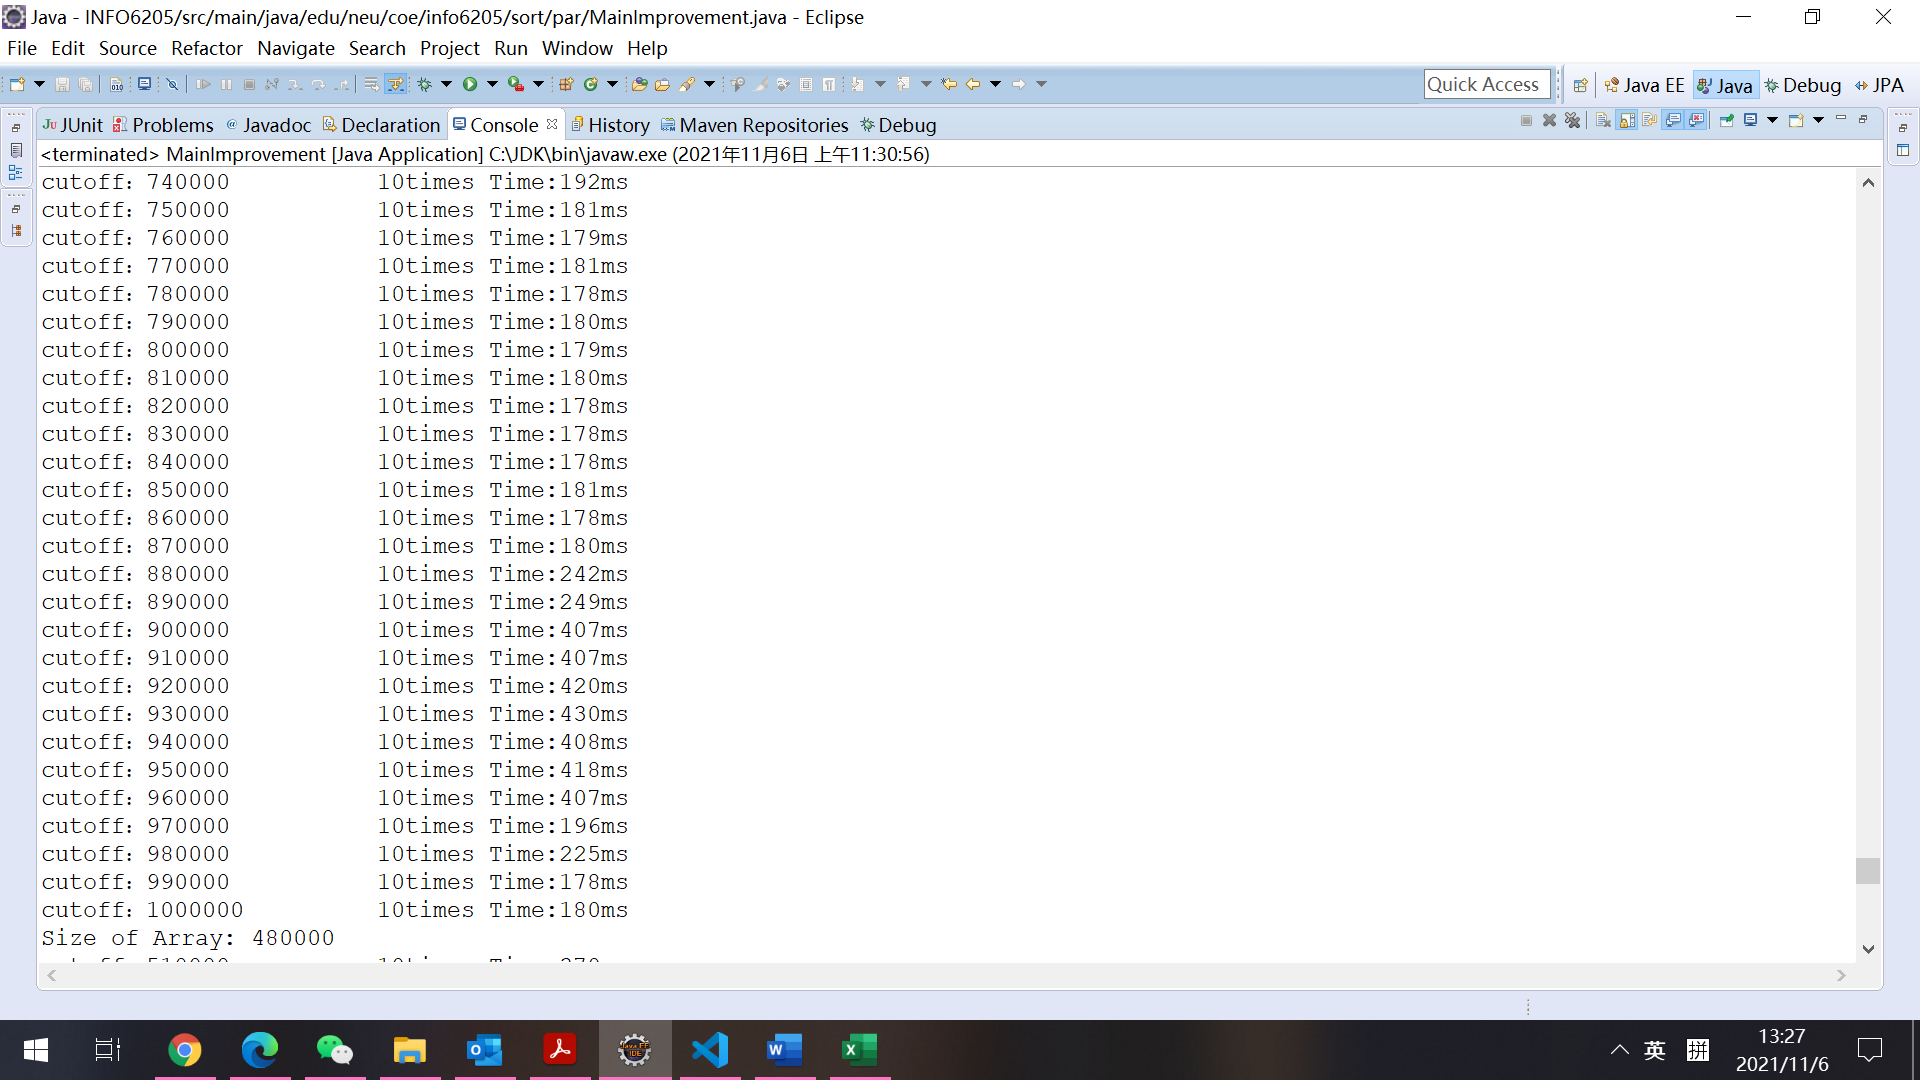 Java - INFO6205/src/main/java/edu/neu/coe/info6205/sort/par/MainImprovement.java - Eclipse
File Edit Source Refactor Navigate Search Project Run Window Help
Quick Access Java EE Java Debug JPA
JUnit Problems @ Javadoc Declaration Console History Maven Repositories Debug
<terminated> MainImprovement [Java Application] C:\JDK\bin\javaw.exe (2021年11月6日 上午11:30:56)
cutoff: 740000 10times Time:192ms
cutoff: 750000 10times Time:181ms
cutoff: 760000 10times Time:179ms
cutoff: 770000 10times Time:181ms
cutoff: 780000 10times Time:178ms
cutoff: 790000 10times Time:180ms
cutoff: 800000 10times Time:179ms
cutoff: 810000 10times Time:180ms
cutoff: 820000 10times Time:178ms
cutoff: 830000 10times Time:178ms
cutoff: 840000 10times Time:178ms
cutoff: 850000 10times Time:181ms
cutoff: 860000 10times Time:178ms
cutoff: 870000 10times Time:180ms
cutoff: 880000 10times Time:242ms
cutoff: 890000 10times Time:249ms
cutoff: 900000 10times Time:407ms
cutoff: 910000 10times Time:407ms
cutoff: 920000 10times Time:420ms
cutoff: 930000 10times Time:430ms
cutoff: 940000 10times Time:408ms
cutoff: 950000 10times Time:418ms
cutoff: 960000 10times Time:407ms
cutoff: 970000 10times Time:196ms
cutoff: 980000 10times Time:225ms
cutoff: 990000 10times Time:178ms
cutoff: 1000000 10times Time:180ms
Size of Array: 480000
英 拼 13:27
2021/11/6